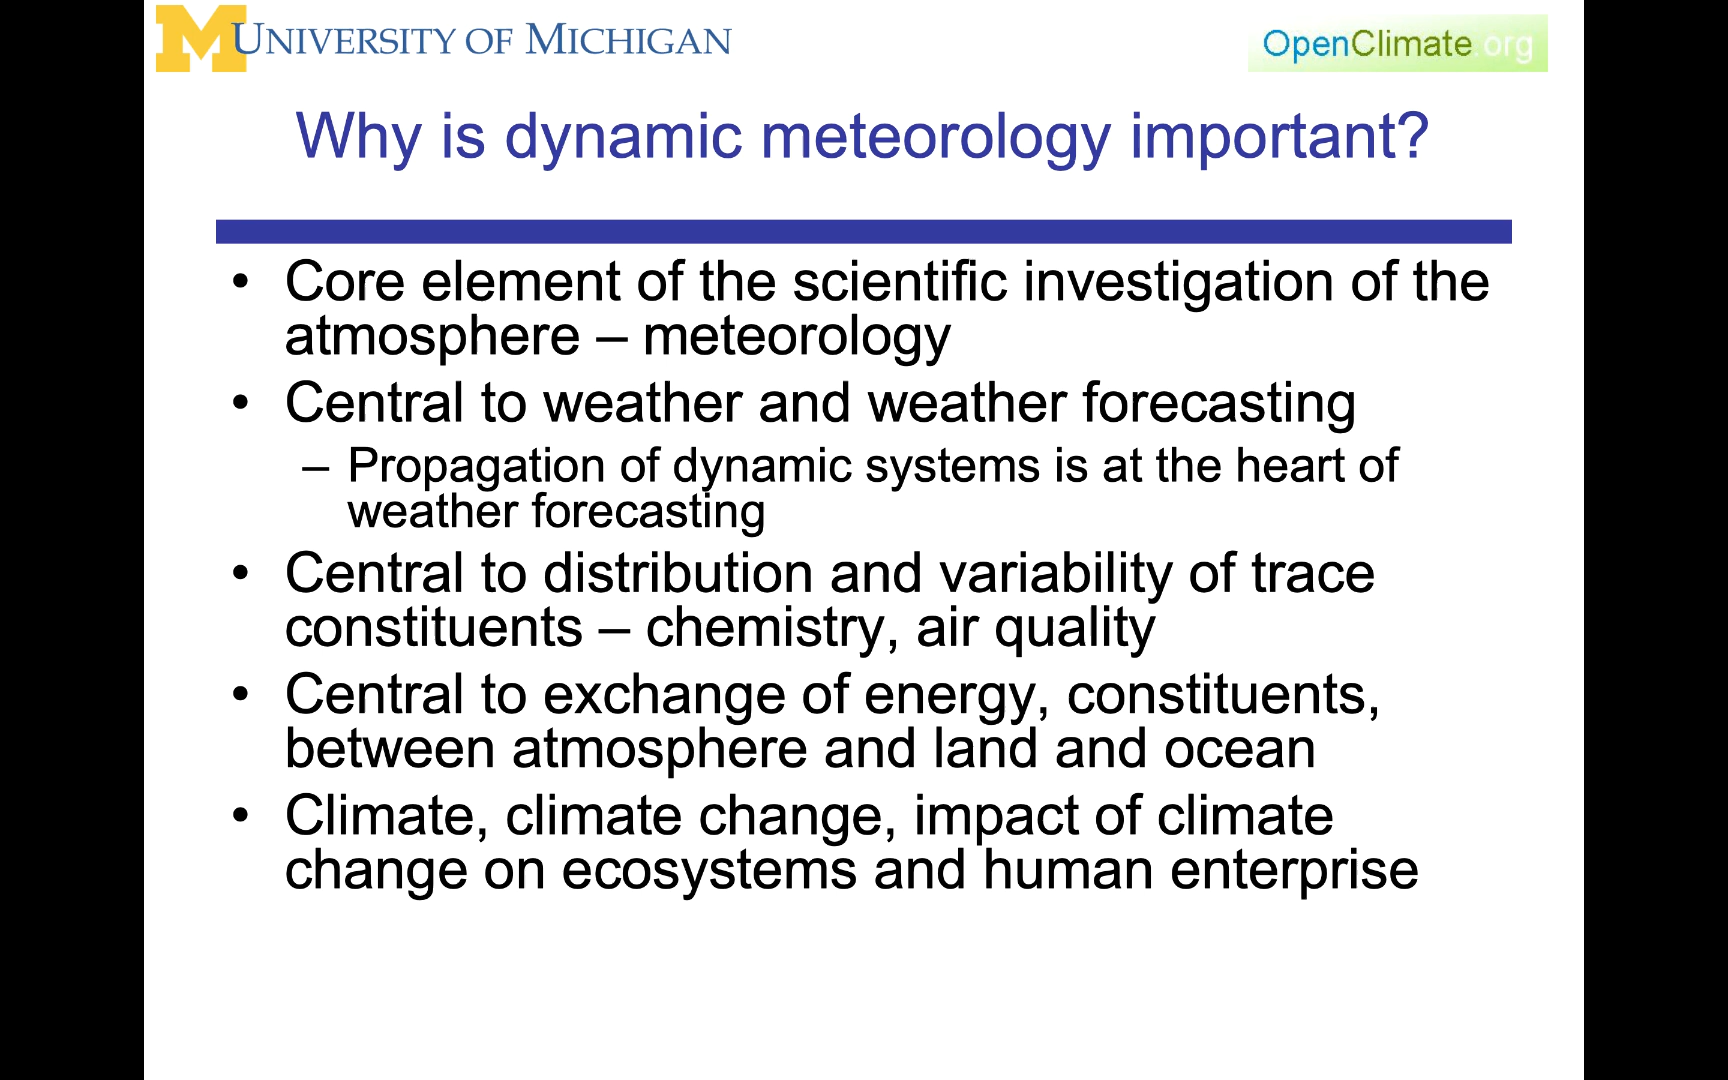 UNIVERSITY OF MICHIGAN
OpenClimate.org
Why is dynamic meteorology important?
• Core element of the scientific investigation of the
atmosphere – meteorology
• Central to weather and weather forecasting
– Propagation of dynamic systems is at the heart of
weather forecasting
• Central to distribution and variability of trace
constituents – chemistry, air quality
• Central to exchange of energy, constituents,
between atmosphere and land and ocean
• Climate, climate change, impact of climate
change on ecosystems and human enterprise